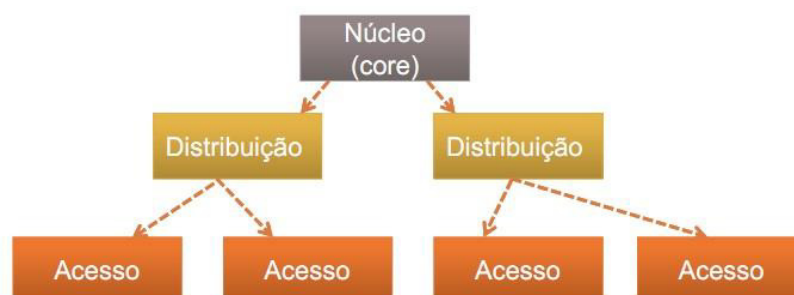 Núcleo
(core)
Distribuição
Distribuição
Acesso
Acesso
Acesso
Acesso